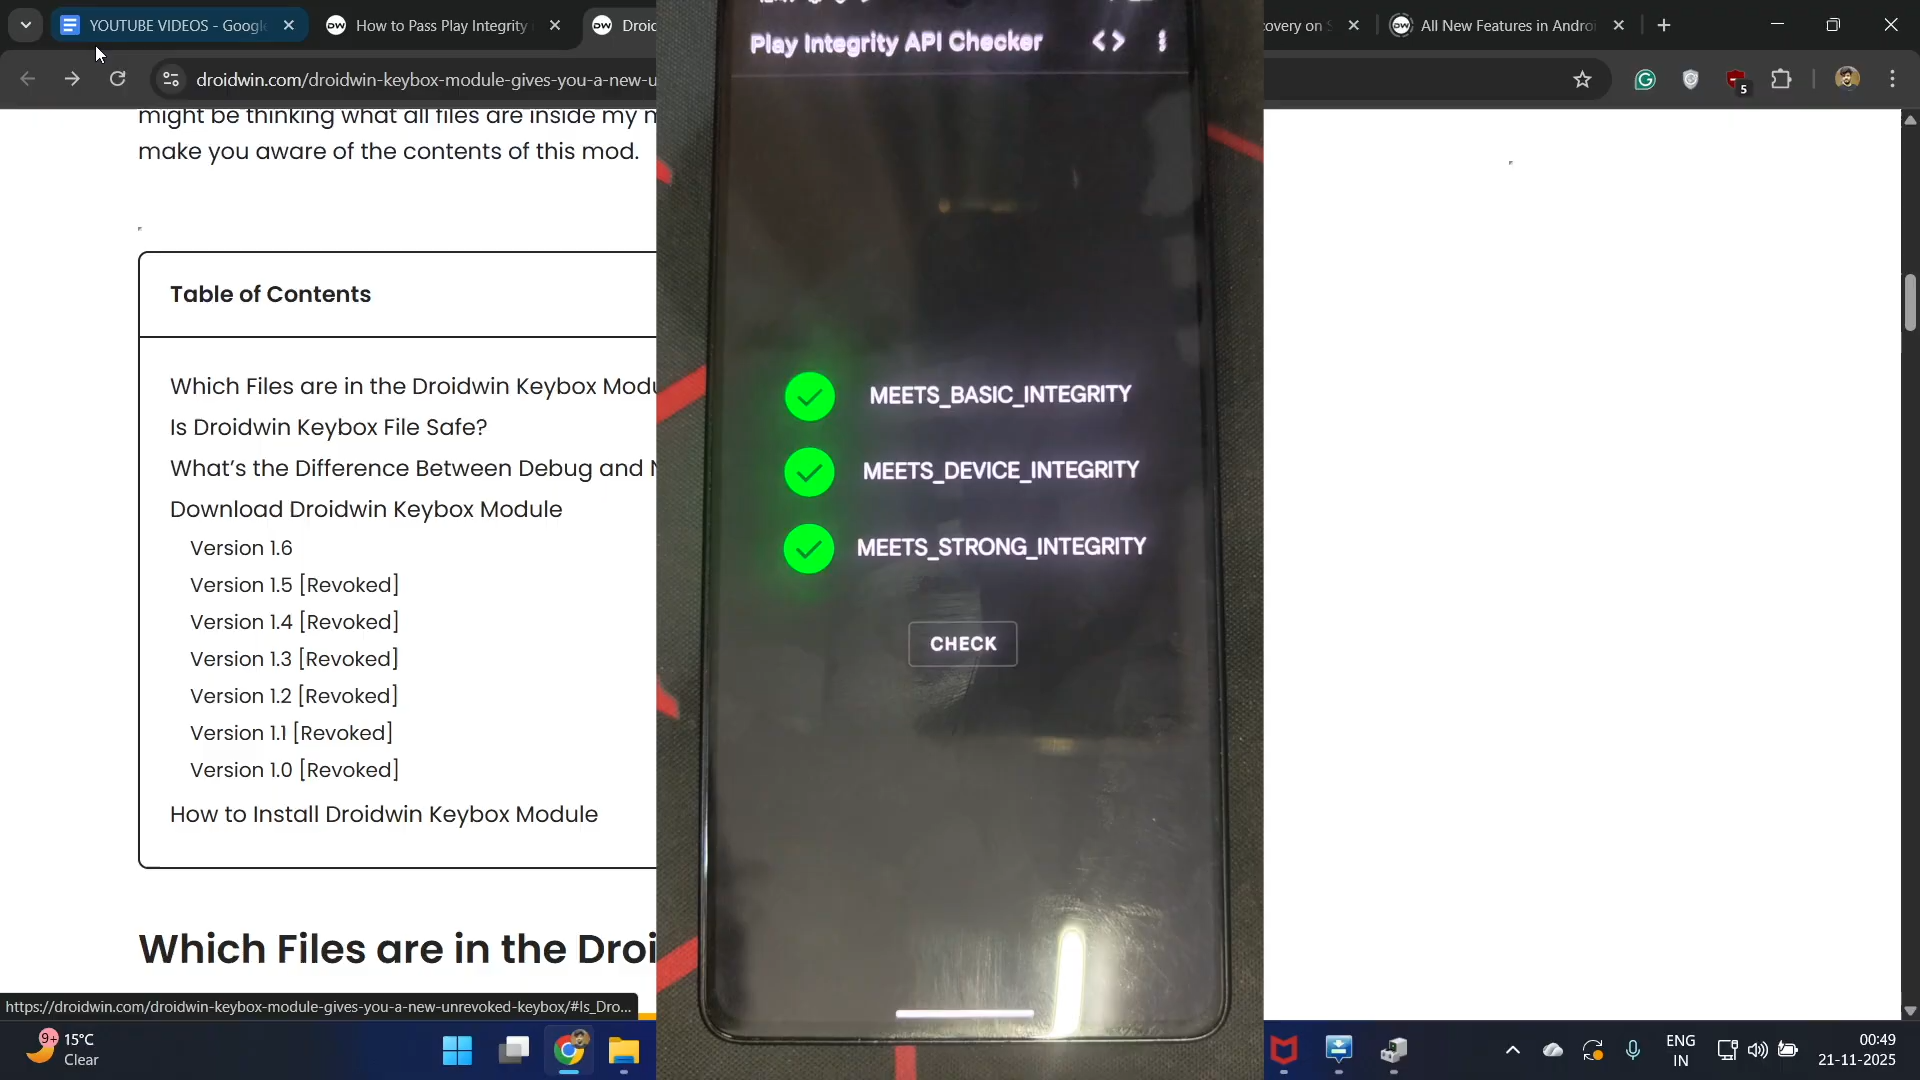 YOUTUBE VIDEOS - Google
How to Pass Play Integrity
Droi
covery on
All New Features in Androi
droidwin.com/droidwin-keybox-module-gives-you-a-new-u
5
might be thinking what all files are inside my
make you aware of the contents of this mod.
Table of Contents
Which Files are in the Droidwin Keybox Modu
Is Droidwin Keybox File Safe?
What's the Difference Between Debug and
Download Droidwin Keybox Module
Version 1.6
Version 1.5 [Revoked]
Version 1.4 [Revoked]
Version 1.3 [Revoked]
Version 1.2 [Revoked]
Version 1.1 [Revoked]
Version 1.0 [Revoked]
How to Install Droidwin Keybox Module
Which Files are in the Droi
https://droidwin.com/droidwin-keybox-module-gives-you-a-new-unrevoked-keybox/#Is_Dro...
Play Integrity API Checker
MEETS_BASIC_INTEGRITY
MEETS_DEVICE_INTEGRITY
MEETS_STRONG_INTEGRITY
CHECK
9+
15°C
Clear
ENG
IN
00:49
21-11-2025